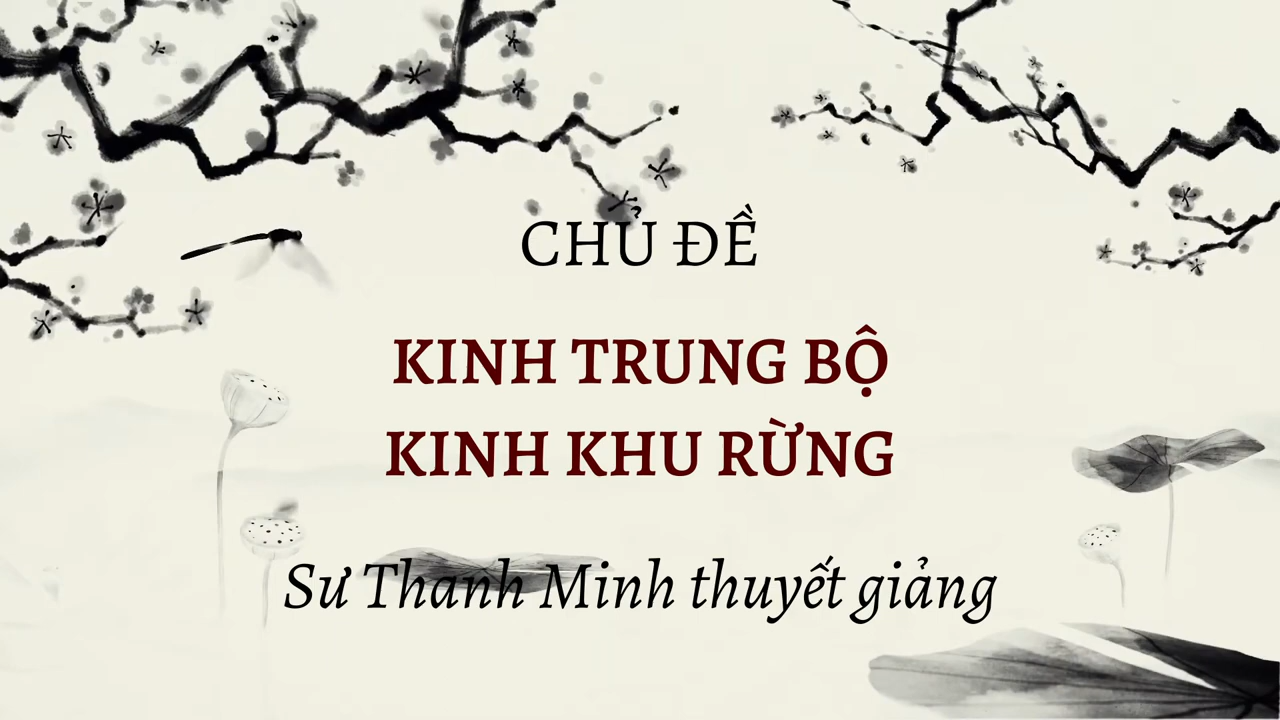 CHỦ ĐỀ
KINH TRUNG BỘ
KINH KHU RỪNG
Sư Thanh Minh thuyết giảng